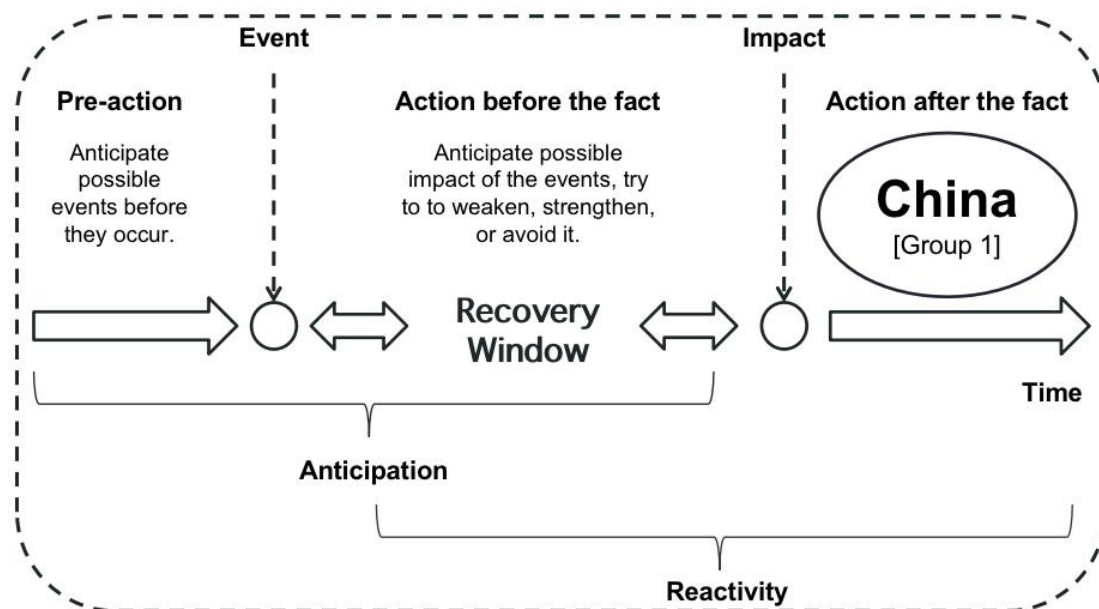 Event
Impact
Pre-action
Action before the fact
Action after the fact
Anticipate
possible
events before
they occur.
Anticipate possible
impact of the events, try
to to weaken, strengthen,
or avoid it.
China
[Group 1]
Recovery
Window
Time
Anticipation
Reactivity